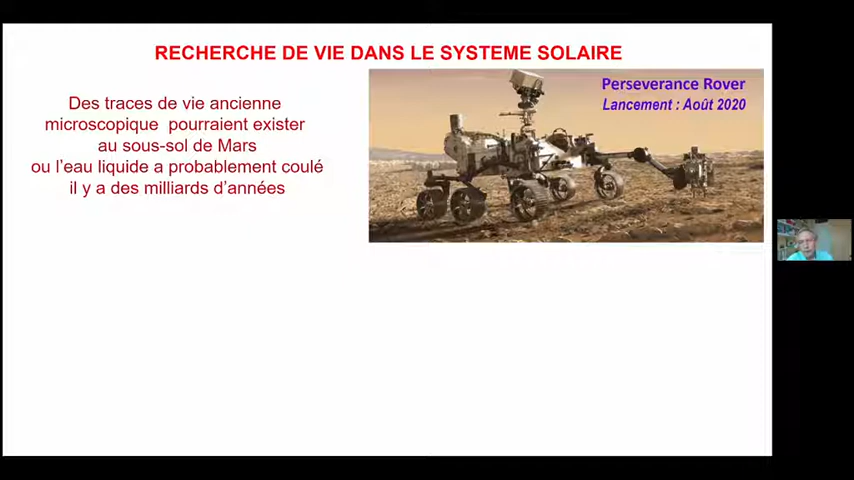 RECHERCHE DE VIE DANS LE SYSTEME SOLAIRE
Des traces de vie ancienne
microscopique pourraient exister
au sous-sol de Mars
ou l'eau liquide a probablement coulé
il y a des milliards d'années
Perseverance Rover
Lancement : Août 2020